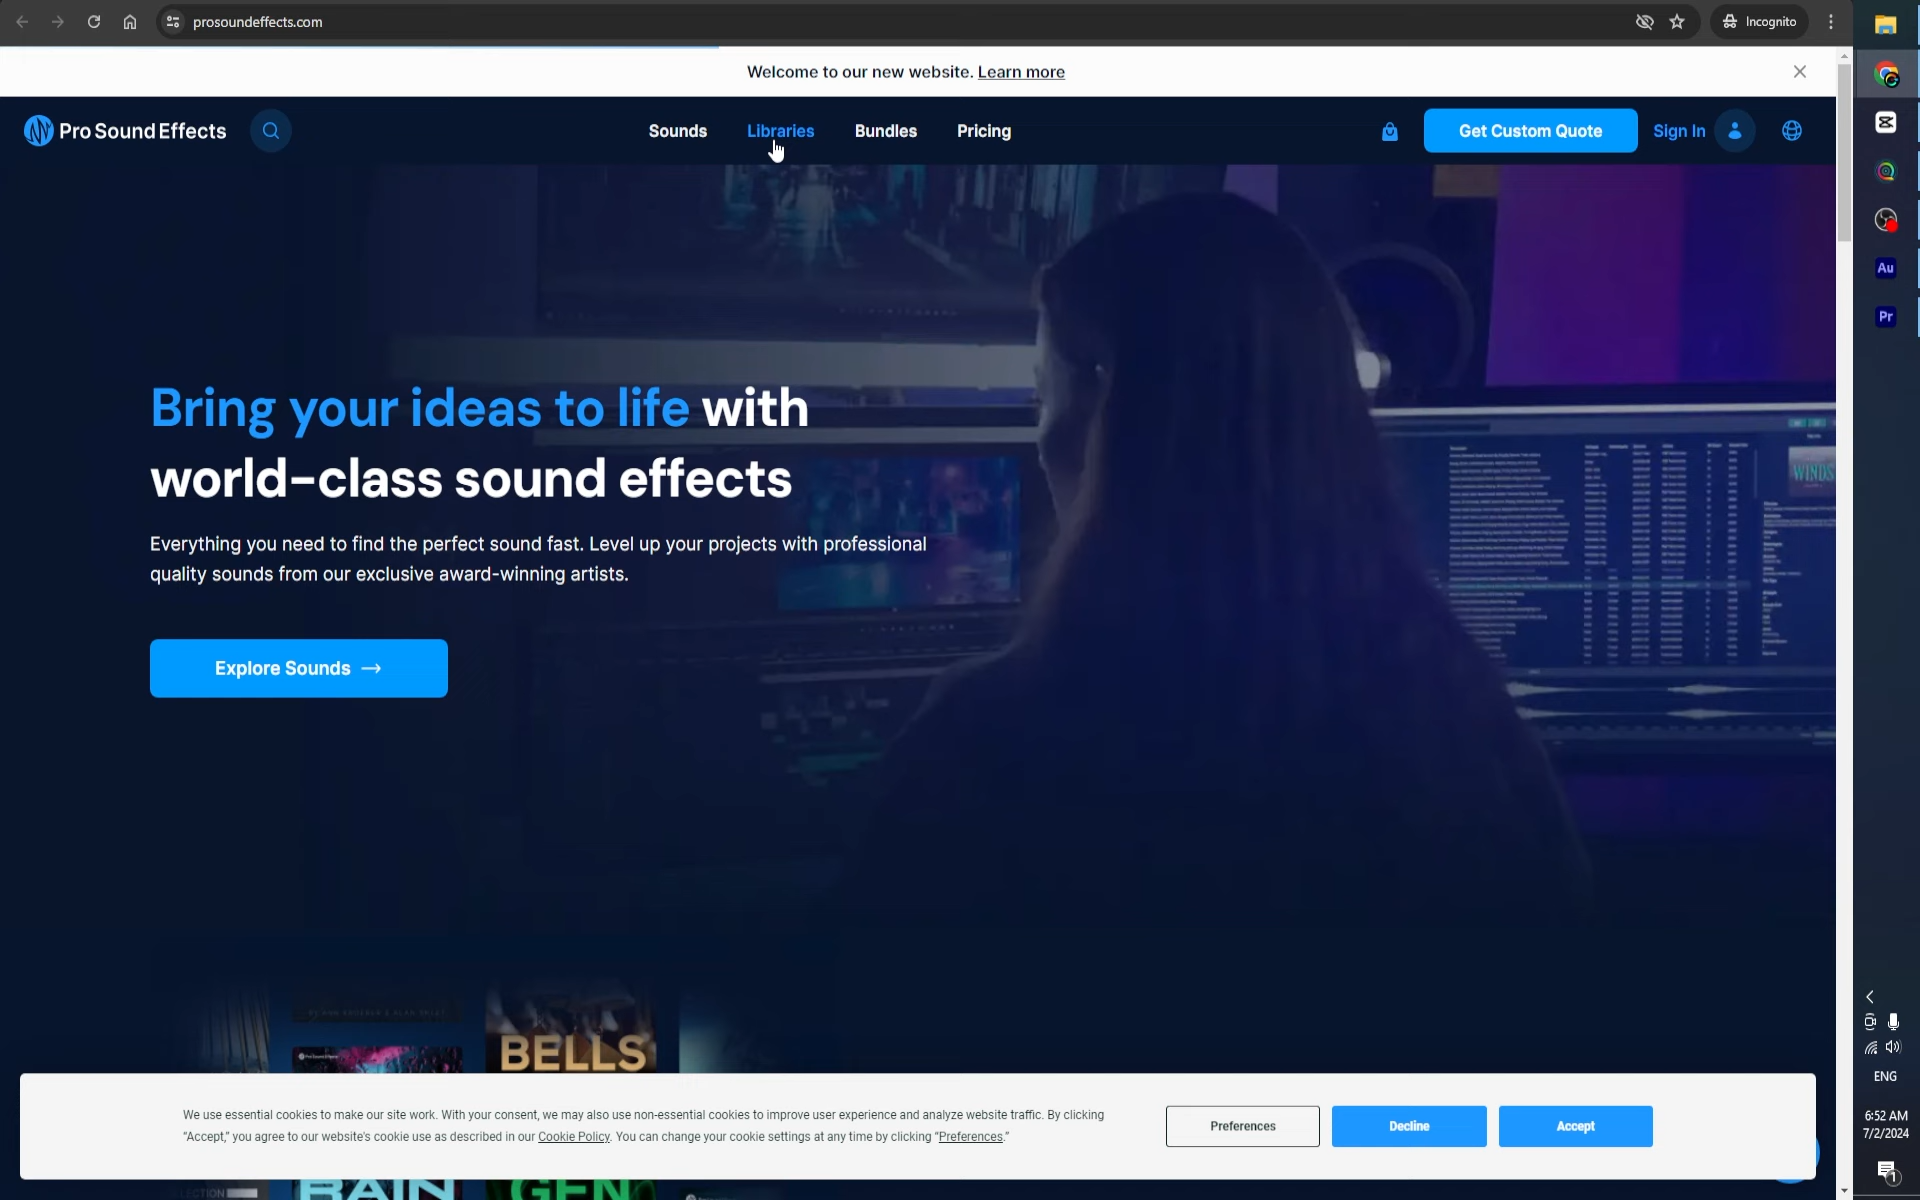 prosoundeffects.com
Incognito
Welcome to our new website. Learn more
Pro Sound Effects
Sounds
Libraries
Bundles
Pricing
Get Custom Quote
Sign In
Au
Pr
WINDS
Bring your ideas to life with
world-class sound effects
Everything you need to find the perfect sound fast. Level up your projects with professional
quality sounds from our exclusive award-winning artists.
Explore Sounds →
BELLS
We use essential cookies to make our site work. With your consent, we may also use non-essential cookies to improve user experience and analyze website traffic. By clicking
"Accept," you agree to our website's cookie use as described in our Cookie Policy. You can change your cookie settings at any time by clicking "Preferences."
Preferences
Decline
Accept
RAIN
GEN
ENG
6:52 AM
7/2/2024
1